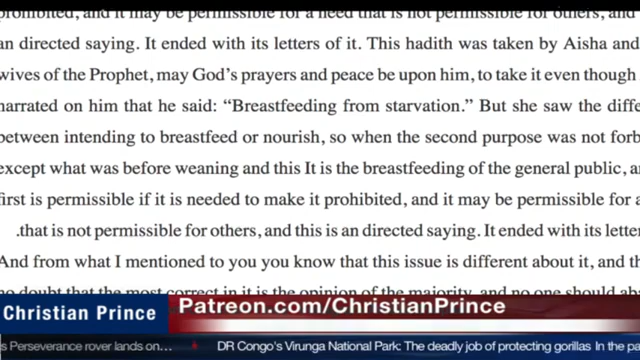 prohibited, and it may be permissible for a need that is not permissible for others, and
an directed saying. It ended with its letters of it. This hadith was taken by Aisha and
wives of the Prophet, may God's prayers and peace be upon him, to take it even though
narrated on him that he said: “Breastfeeding from starvation.” But she saw the diffe
between intending to breastfeed or nourish, so when the second purpose was not forb
except what was before weaning and this It is the breastfeeding of the general public, a
first is permissible if it is needed to make it prohibited, and it may be permissible for a
.that is not permissible for others, and this is an directed saying. It ended with its lette
And from what I mentioned to you you know that this issue is different about it, and th
no doubt that the most correct in it is the opinion of the majority, and no one should aba
Christian Prince
Patreon.com/ChristianPrince
s Perseverance rover lands on...
DR Congo's Virunga National Park: The deadly job of protecting gorillas In the pa